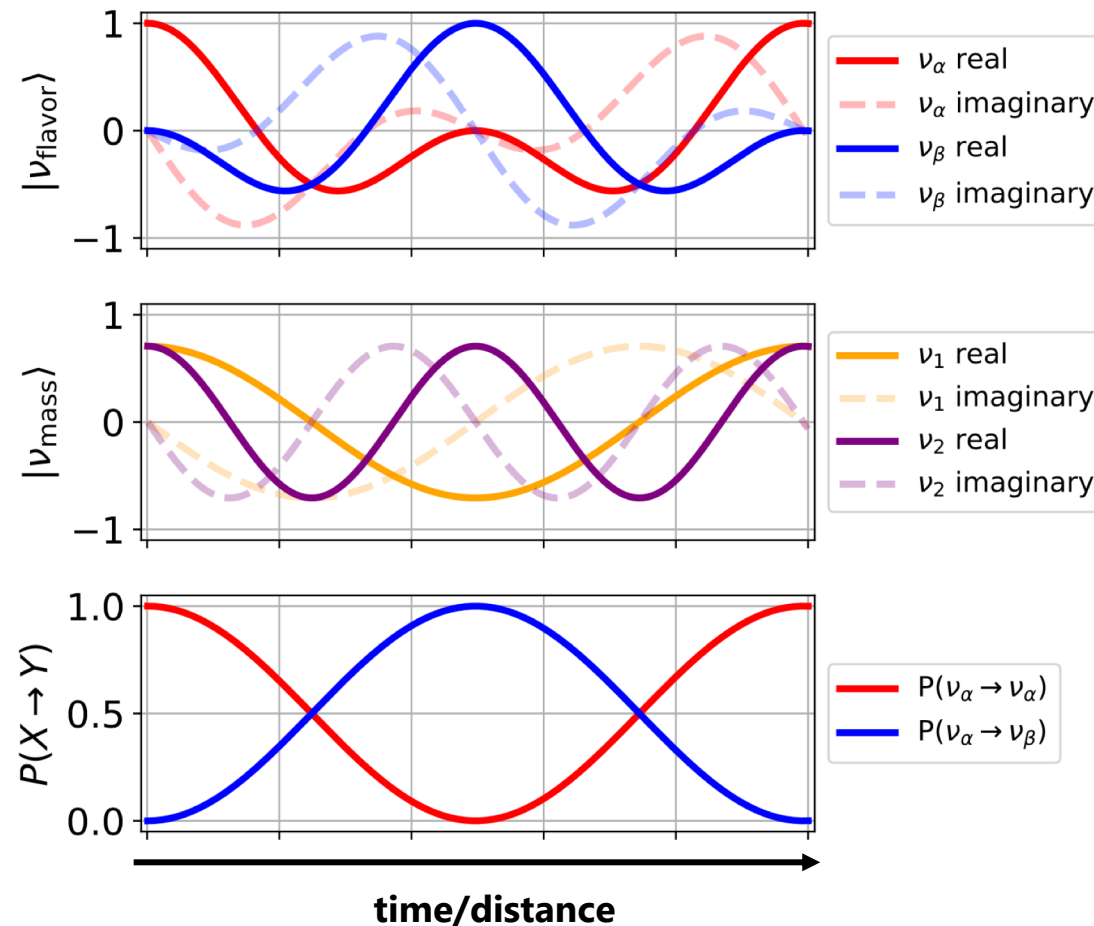 |ν_flavor⟩
1
0
−1
ν_α real
ν_α imaginary
ν_β real
ν_β imaginary
|ν_mass⟩
1
0
−1
ν_1 real
ν_1 imaginary
ν_2 real
ν_2 imaginary
P(X → Y)
1.0
0.5
0.0
P(ν_α → ν_α)
P(ν_α → ν_β)
time/distance